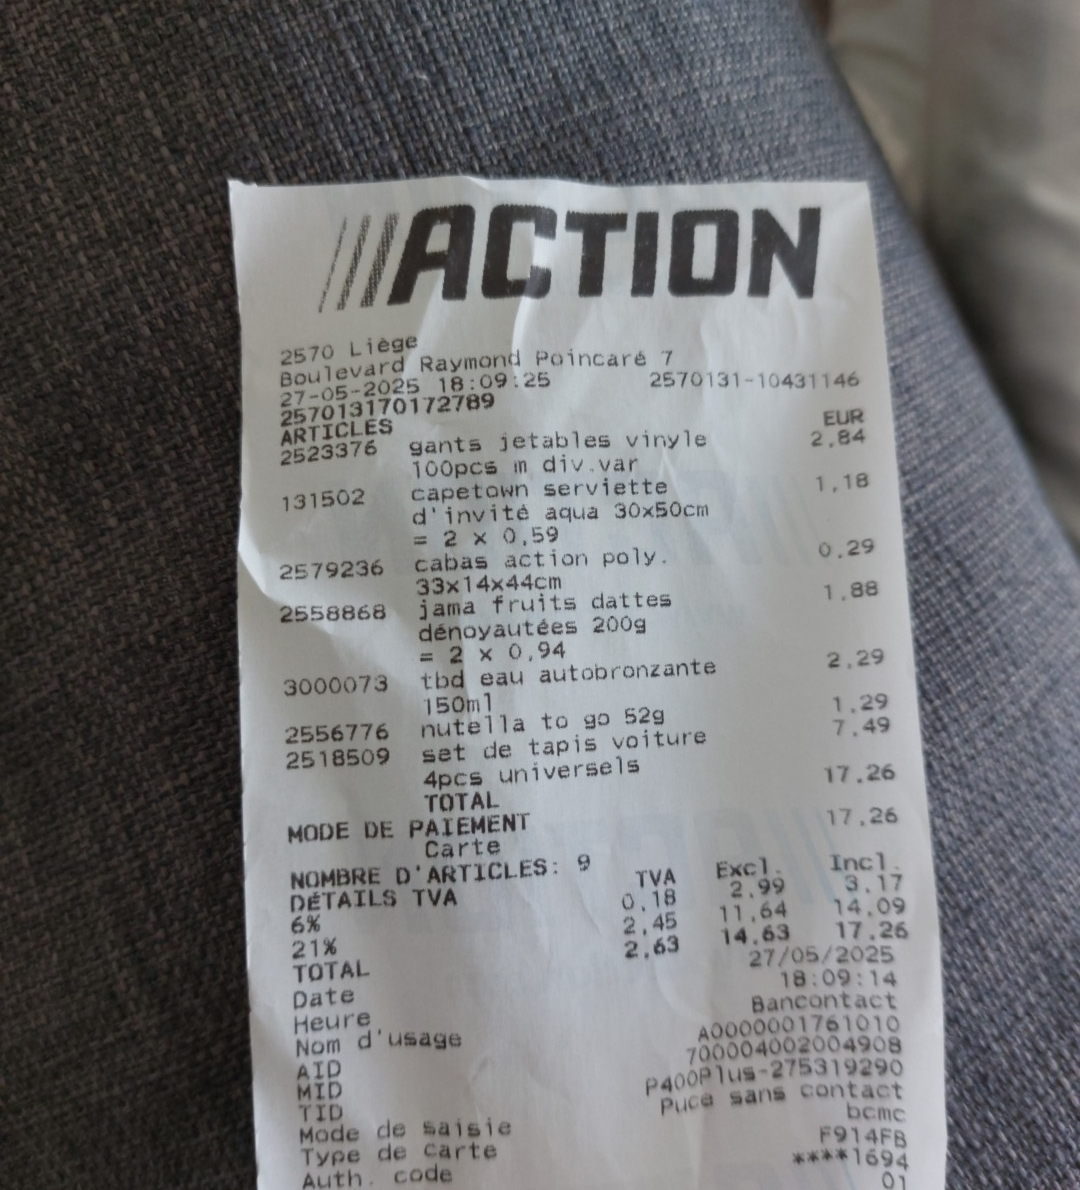 ACTION
2570 Liège
Boulevard Raymond Poincaré 7
27-05-2025 18:09:25 2570131-10431146
257013170172789
ARTICLES EUR
2523376 gants jetables vinyle 2,84
100pcs m div.var
131502 capetown serviette 1,18
d'invité aqua 30x50cm
= 2 x 0,59
2579236 cabas action poly. 0,29
33x14x44cm
2558868 jama fruits dattes 1,88
dénoyautées 200g
= 2 x 0,94
3000073 tbd eau autobronzante 2,29
150ml
2556776 nutella to go 52g 1,29
2518509 set de tapis voiture 7,49
4pcs universels
TOTAL 17,26
MODE DE PAIEMENT
Carte 17,26
NOMBRE D'ARTICLES: 9
DÉTAILS TVA TVA Excl. Incl.
6% 0,18 2,99 3,17
21% 2,45 11,64 14,09
TOTAL 2,63 14,63 17,26
Date 27/05/2025
Heure 18:09:14
Nom d'usage Bancontact
AID A0000001761010
MID 700004002004908
TID P400Plus-275319290
Mode de saisie Puce sans contact
Type de carte bcmc
Auth. code F914FB
****1694
01